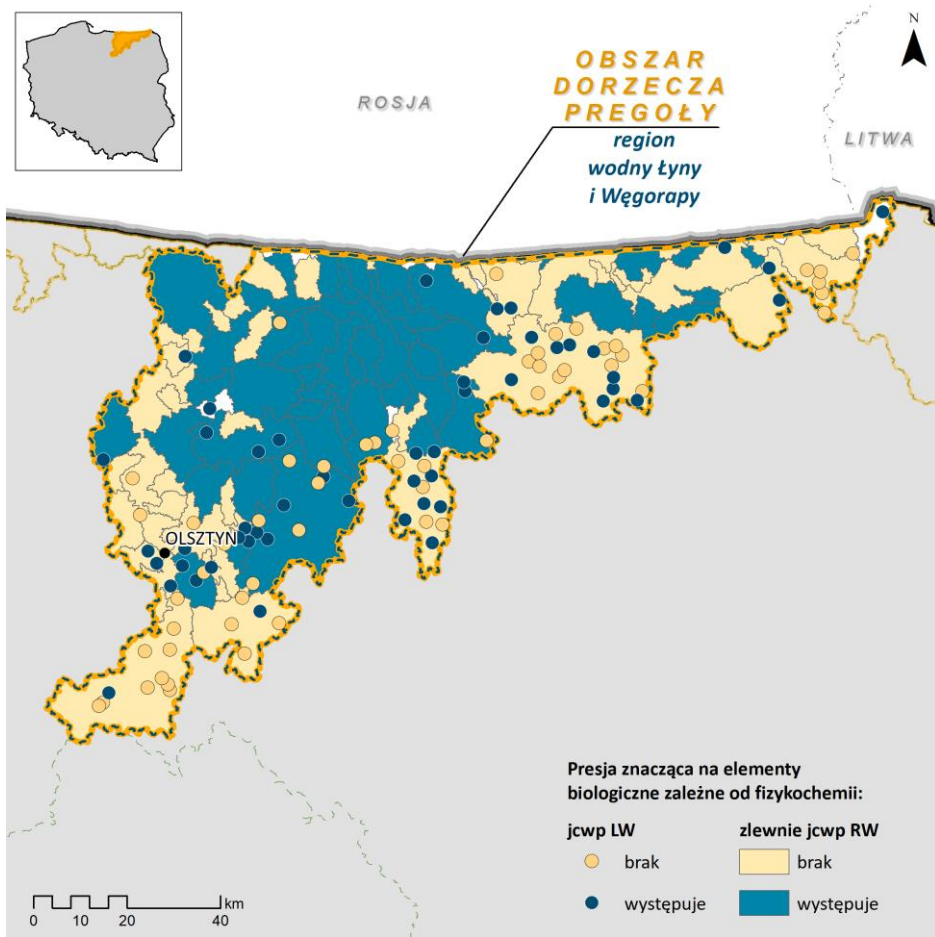 N
ROSJA
OBSZAR
DORZECZA
PREGOŁY
region
wodny Łyny
i Węgorapy
LITWA
OLSZTYN
Presja znacząca na elementy
biologiczne zależne od fizykochemii:
jcwp LW zlewnie jcwp RW
brak brak
występuje występuje
km
0 10 20 40